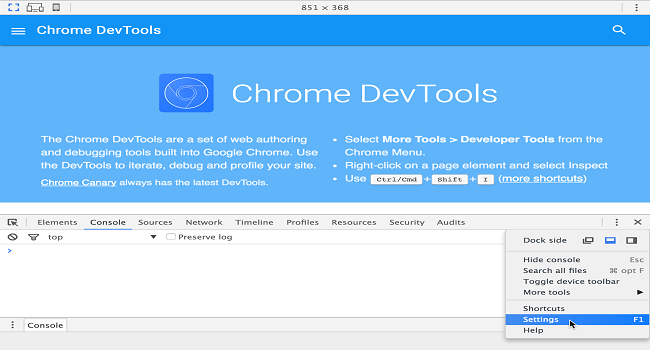 851 × 368
Chrome DevTools
Chrome DevTools
The Chrome DevTools are a set of web authoring
and debugging tools built into Google Chrome. Use
the DevTools to iterate, debug and profile your site.
Chrome Canary always has the latest DevTools.
• Select More Tools > Developer Tools from the
Chrome Menu.
• Right-click on a page element and select Inspect
• Use Ctrl/Cmd + Shift + I (more shortcuts)
Elements Console Sources Network Timeline Profiles Resources Security Audits
top Preserve log
>
Dock side
Hide console Esc
Search all files ⌘ opt F
Toggle device toolbar
More tools
Shortcuts
Settings F1
Help
Console